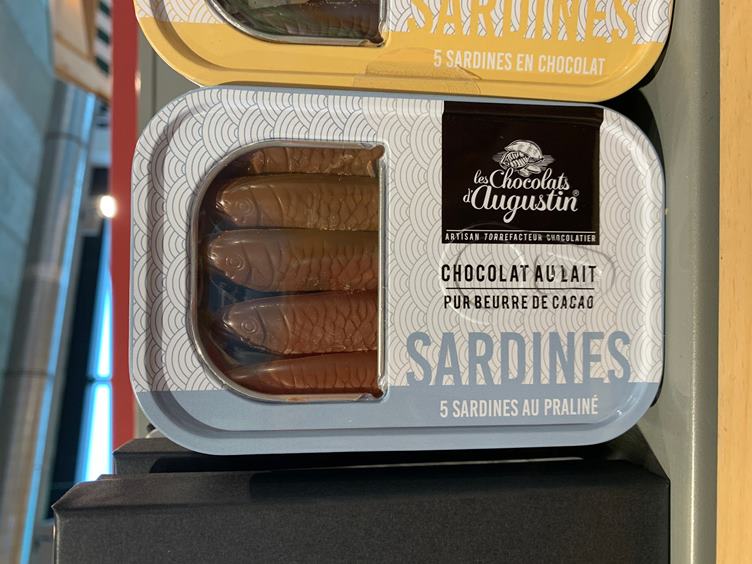 SARDINES
5 SARDINES EN CHOCOLAT
les Chocolats
d'Augustin®
ARTISAN TORREFACTEUR CHOCOLATIER
CHOCOLAT AU LAIT
PUR BEURRE DE CACAO
SARDINES
5 SARDINES AU PRALINÉ